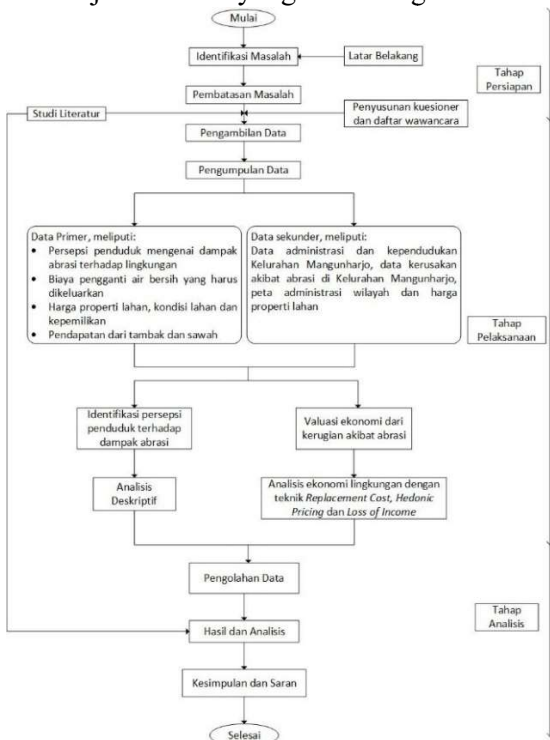 Mulai
Identifikasi Masalah
Latar Belakang
Tahap
Persiapan
Pembatasan Masalah
Studi Literatur
Penyusunan kuesioner
dan daftar wawancara
Pengambilan Data
Pengumpulan Data
Data Primer, meliputi:
• Persepsi penduduk mengenai dampak
abrasi terhadap lingkungan
• Biaya pengganti air bersih yang harus
dikeluarkan
• Harga properti lahan, kondisi lahan dan
kepemilikan
• Pendapatan dari tambak dan sawah
Data sekunder, meliputi:
Data administrasi dan kependudukan
Kelurahan Mangunharjo, data kerusakan
akibat abrasi di Kelurahan Mangunharjo,
peta administrasi wilayah dan harga
properti lahan
Tahap
Pelaksanaan
Identifikasi persepsi
penduduk terhadap
dampak abrasi
Valuasi ekonomi dari
kerugian akibat abrasi
Analisis
Deskriptif
Analisis ekonomi lingkungan dengan
teknik Replacement Cost, Hedonic
Pricing dan Loss of Income
Pengolahan Data
Tahap
Analisis
Hasil dan Analisis
Kesimpulan dan Saran
Selesai